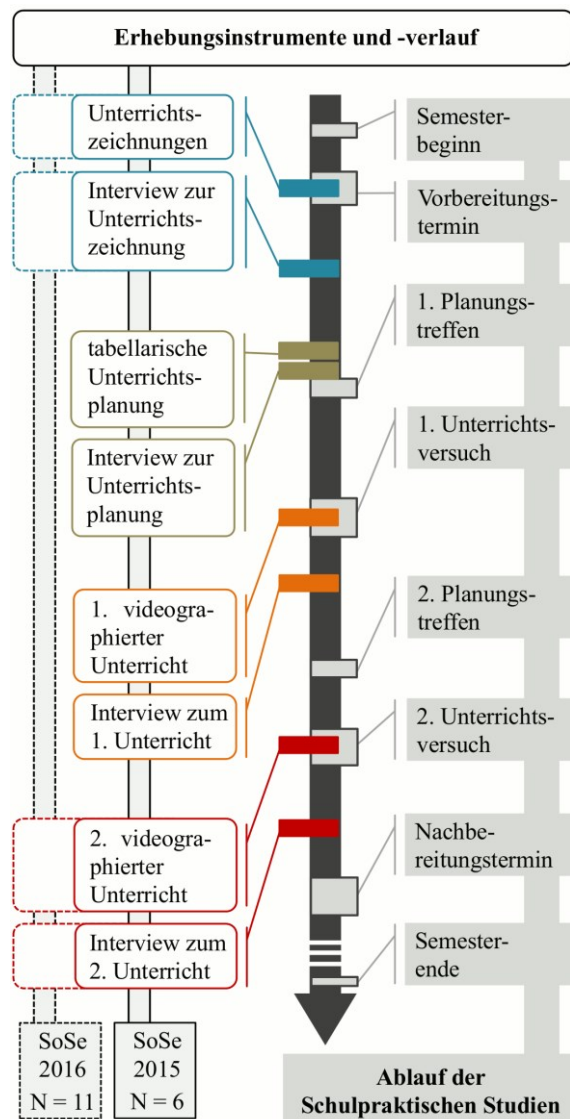 Erhebungsinstrumente und -verlauf
Unterrichts-
zeichnungen
Interview zur
Unterrichts-
zeichnung
tabellarische
Unterrichts-
planung
Interview zur
Unterrichts-
planung
1. videogra-
phierter
Unterricht
Interview zum
1. Unterricht
2. videogra-
phierter
Unterricht
Interview zum
2. Unterricht
SoSe
2016
N = 11
SoSe
2015
N = 6
Semester-
beginn
Vorbereitungs-
termin
1. Planungs-
treffen
1. Unterrichts-
versuch
2. Planungs-
treffen
2. Unterrichts-
versuch
Nachbe-
reitungstermin
Semester-
ende
Ablauf der
Schulpraktischen Studien